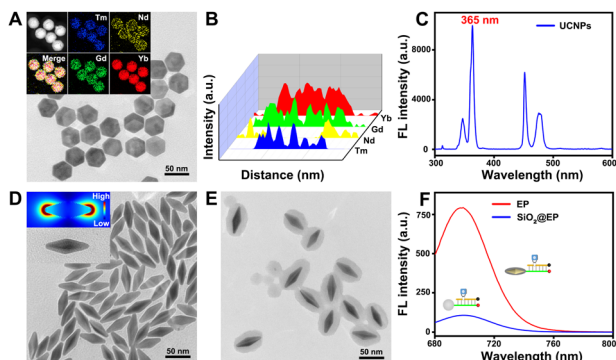 A
Tm
Nd
Merge
Gd
Yb
50 nm
B
Intensity (a.u.)
Yb
Gd
Nd
Tm
Distance (nm)
C
365 nm
UCNPs
FL intensity (a.u.)
10000
8000
4000
0
300
400
500
600
Wavelength (nm)
D
High
Low
50 nm
E
50 nm
F
EP
SiO₂@EP
FL intensity (a.u.)
750
500
250
0
680
720
760
800
Wavelength (nm)